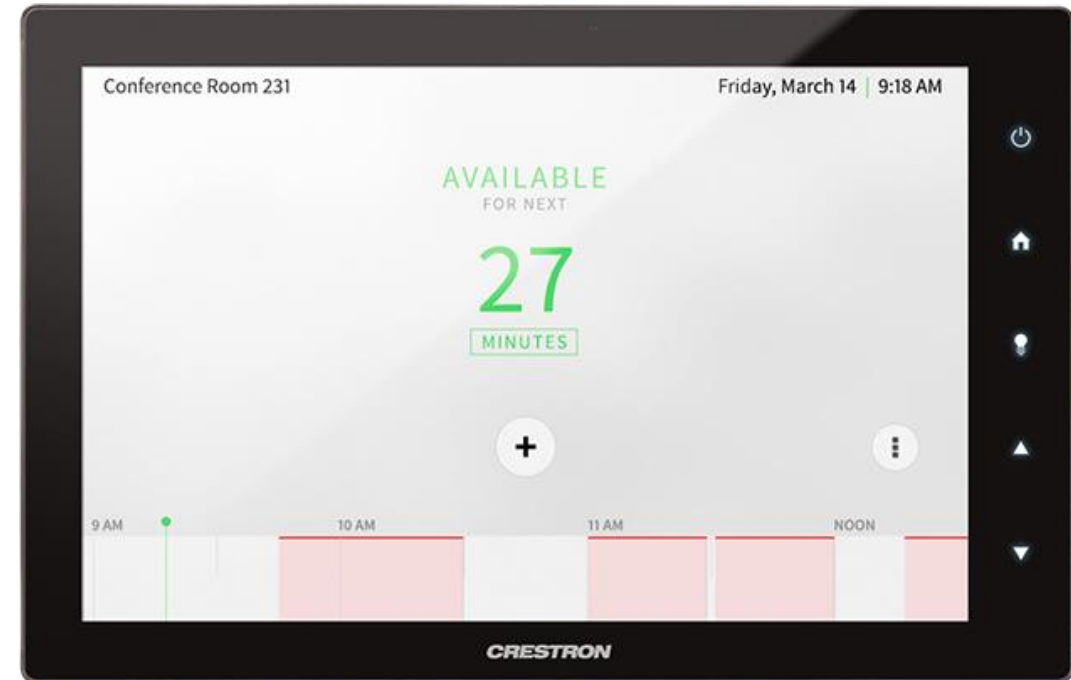 Conference Room 231
Friday, March 14 | 9:18 AM
AVAILABLE
FOR NEXT
27
MINUTES
9 AM
10 AM
11 AM
NOON
CRESTRON